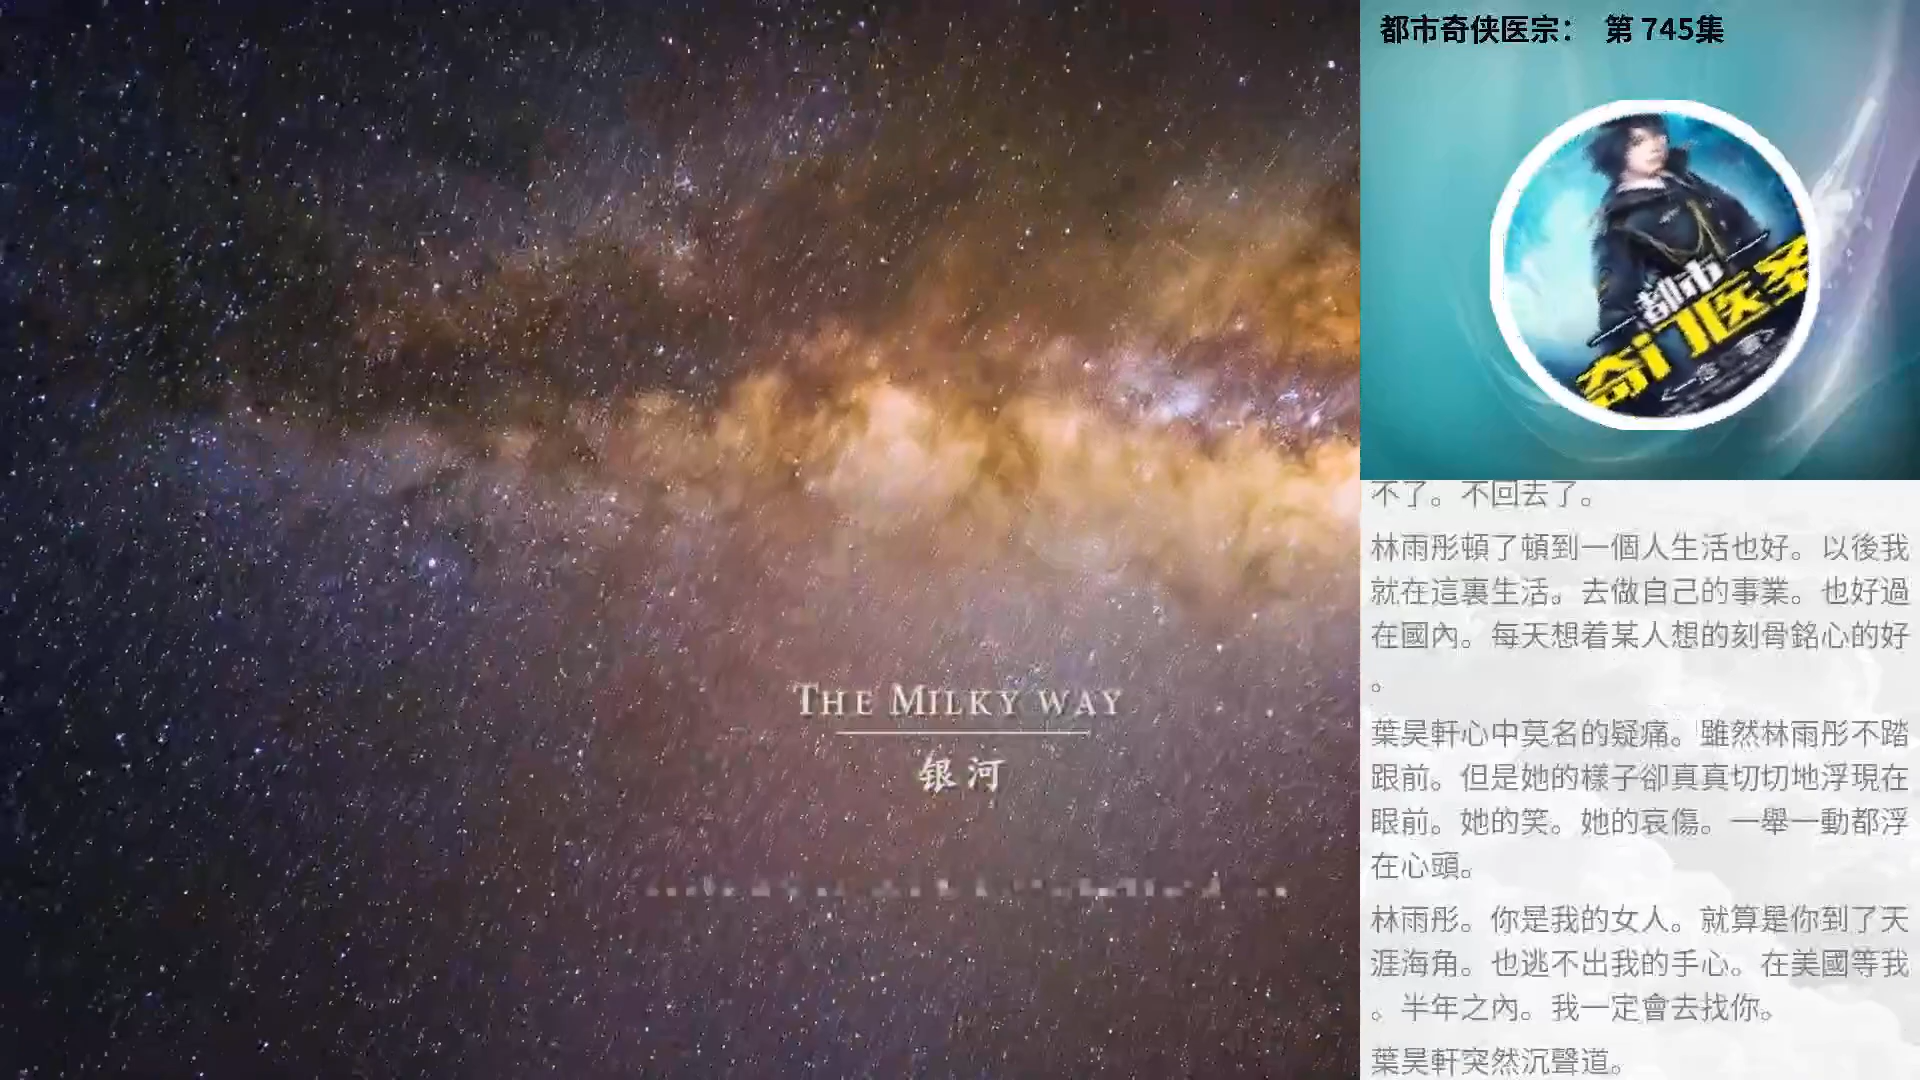 THE MILKY WAY
银河
都市奇侠医宗： 第 745集
都市
奇门医圣
不了。不回去了。
林雨彤頓了頓到一個人生活也好。以後我
就在這裏生活。去做自己的事業。也好過
在國內。每天想着某人想的刻骨銘心的好
。
葉昊軒心中莫名的疑痛。雖然林雨彤不踏
跟前。但是她的樣子卻真真切切地浮現在
眼前。她的笑。她的哀傷。一舉一動都浮
在心頭。
林雨彤。你是我的女人。就算是你到了天
涯海角。也逃不出我的手心。在美國等我
。半年之內。我一定會去找你。
葉昊軒突然沉聲道。